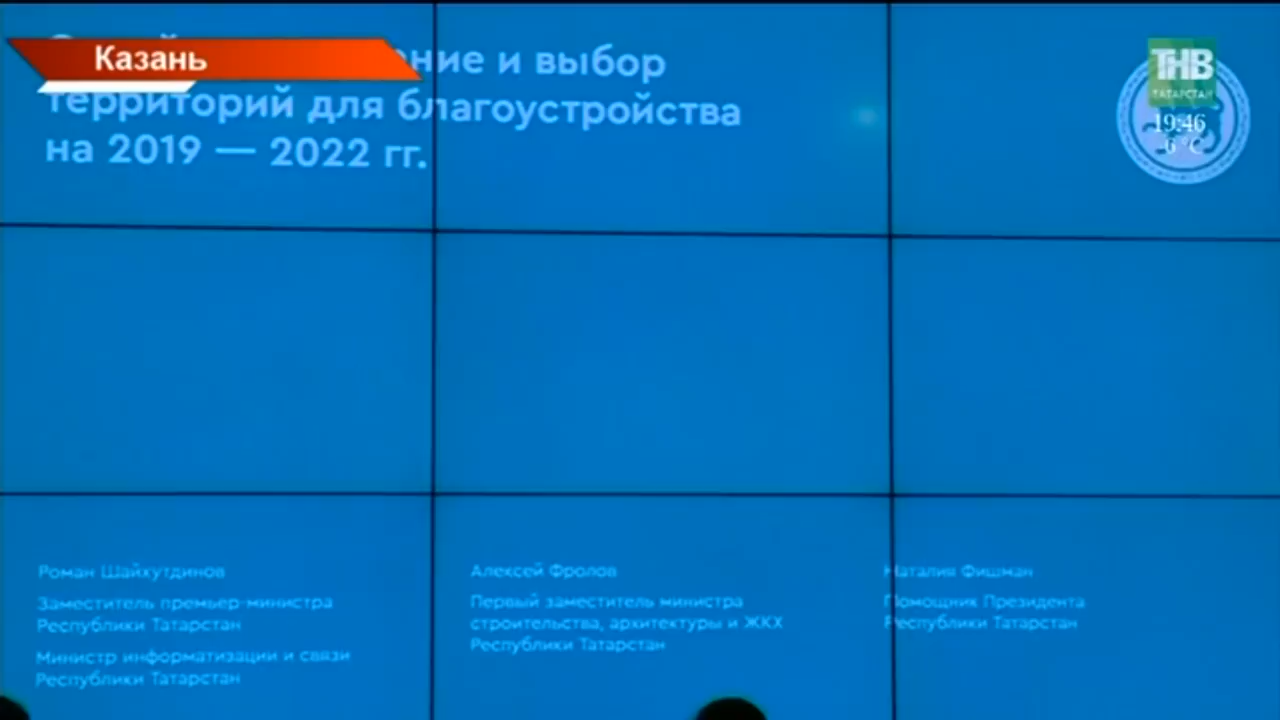 Казань
и выбор
территорий для благоустройства
на 2019 — 2022 гг.
ТНВ
ТАТАРСТАН
19:46
6 °C
Роман Шайхутдинов
Заместитель премьер-министра
Республики Татарстан
Министр информатизации и связи
Республики Татарстан
Алексей Фролов
Первый заместитель министра
строительства, архитектуры и ЖКХ
Республики Татарстан
Наталия Фишман
Помощник Президента
Республики Татарстан